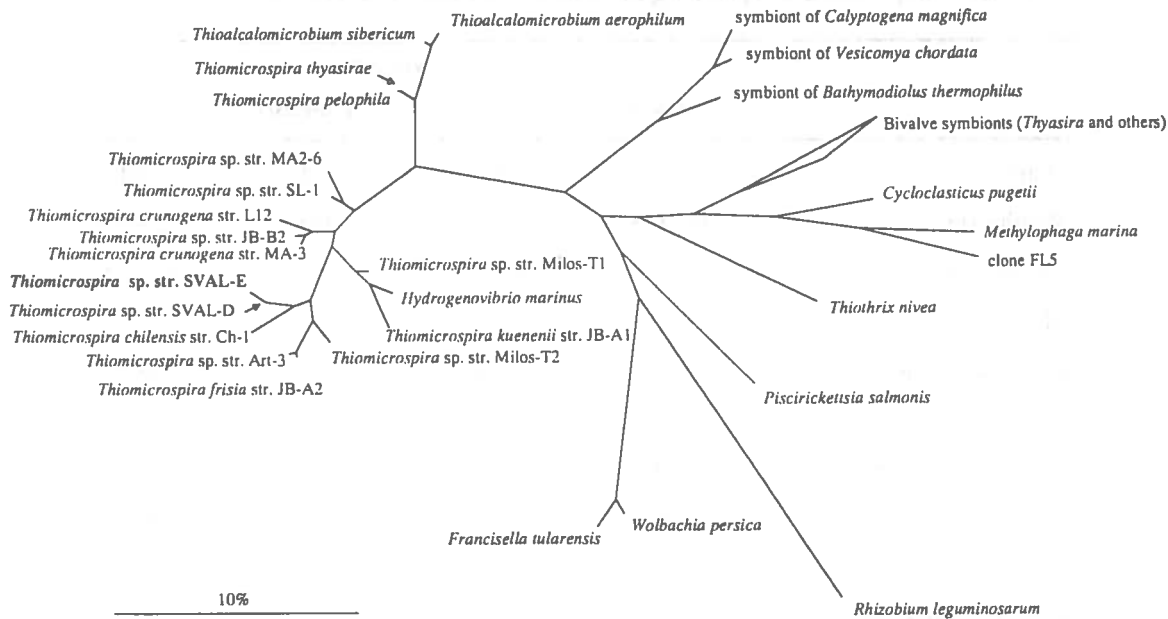 Thioalcalomicrobium aerophilum
symbiont of Calyptogena magnifica
Thioalcalomicrobium sibericum
symbiont of Vesicomya chordata
Thiomicrospira thyasirae
symbiont of Bathymodiolus thermophilus
Thiomicrospira pelophila
Bivalve symbionts (Thyasira and others)
Thiomicrospira sp. str. MA2-6
Thiomicrospira sp. str. SL-1
Cycloclasticus pugetii
Thiomicrospira crunogena str. L12
Methylophaga marina
Thiomicrospira sp. str. JB-B2
Thiomicrospira crunogena str. MA-3
clone FL5
Thiomicrospira sp. str. Milos-T1
Thiomicrospira sp. str. SVAL-E
Hydrogenovibrio marinus
Thiothrix nivea
Thiomicrospira sp. str. SVAL-D
Thiomicrospira chilensis str. Ch-1
Thiomicrospira kuenenii str. JB-A1
Thiomicrospira sp. str. Art-3
Thiomicrospira sp. str. Milos-T2
Thiomicrospira frisia str. JB-A2
Piscirickettsia salmonis
Wolbachia persica
Francisella tularensis
10%
Rhizobium leguminosarum